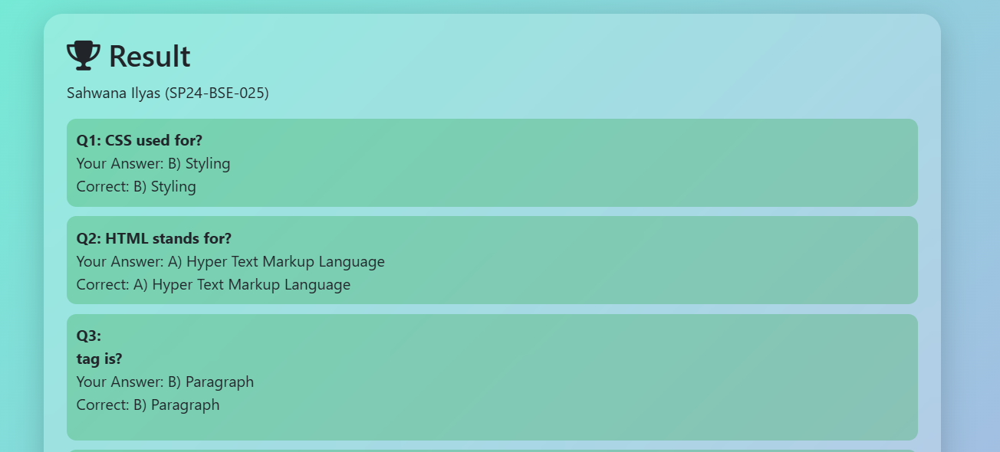 Result
Sahwana Ilyas (SP24-BSE-025)
Q1: CSS used for?
Your Answer: B) Styling
Correct: B) Styling
Q2: HTML stands for?
Your Answer: A) Hyper Text Markup Language
Correct: A) Hyper Text Markup Language
Q3:
tag is?
Your Answer: B) Paragraph
Correct: B) Paragraph